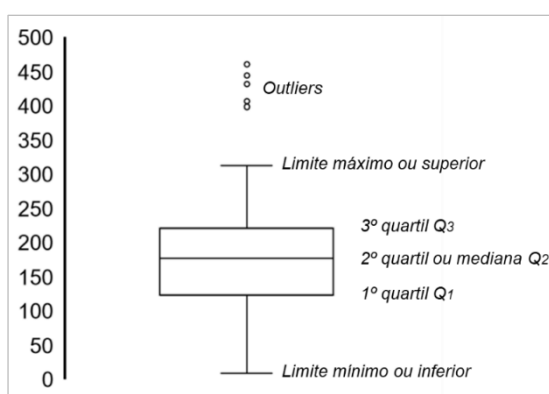 500
450
400
350
300
250
200
150
100
50
0
Outliers
Limite máximo ou superior
3º quartil Q3
2º quartil ou mediana Q2
1º quartil Q1
Limite mínimo ou inferior